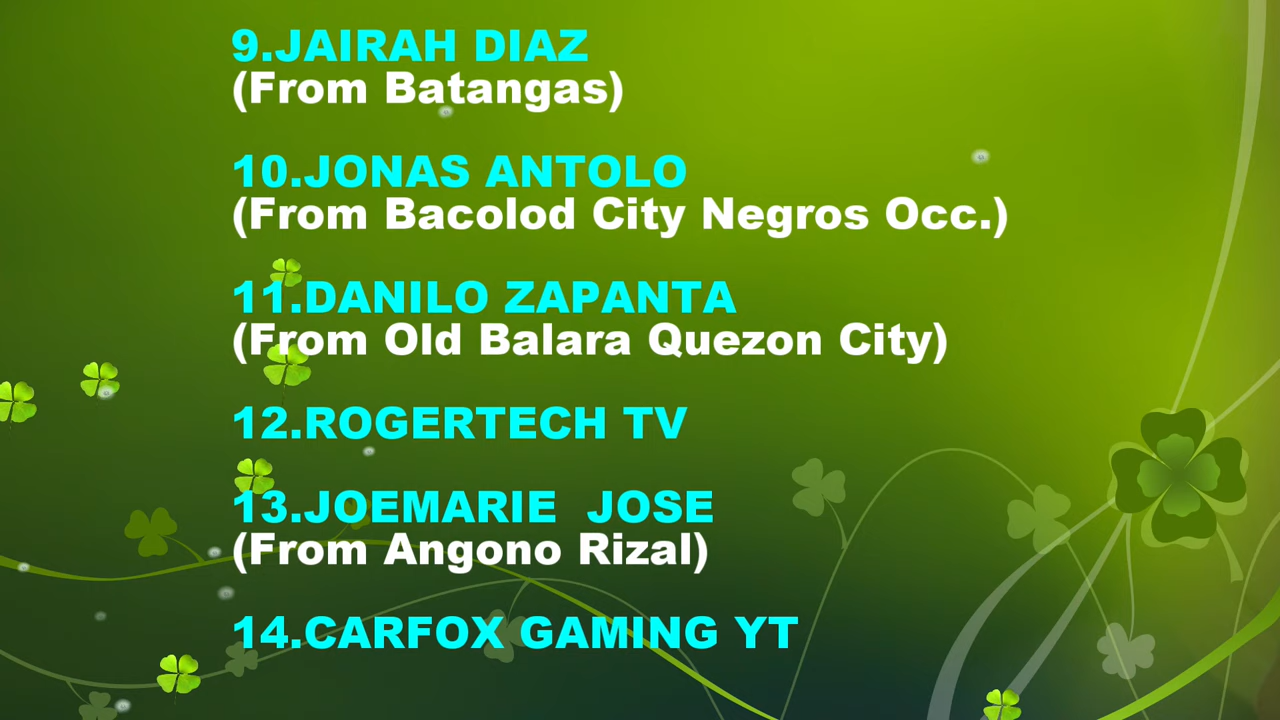 9.JAIRAH DIAZ
(From Batangas)
10.JONAS ANTOLO
(From Bacolod City Negros Occ.)
11.DANILO ZAPANTA
(From Old Balara Quezon City)
12.ROGERTECH TV
13.JOEMARIE  JOSE
(From Angono Rizal)
14.CARFOX GAMING YT